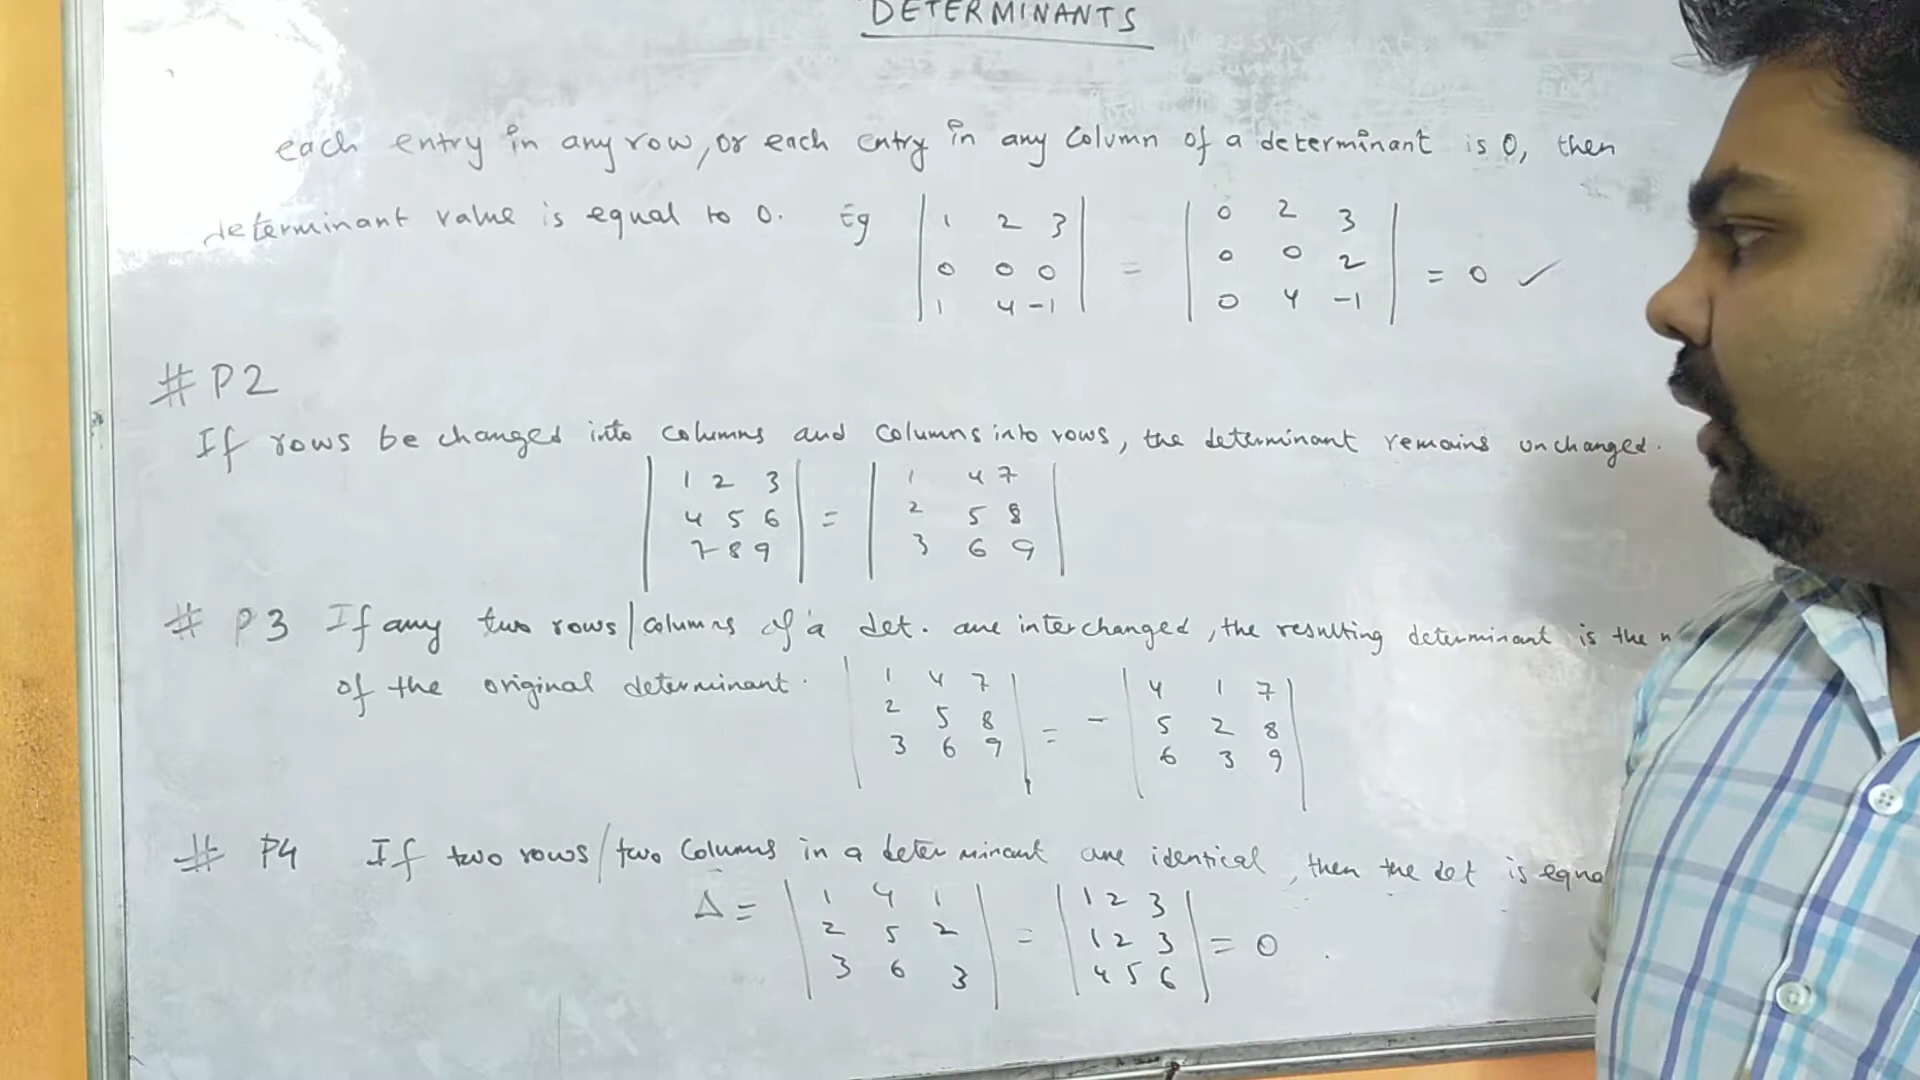 DETERMINANTS
each entry in any row, or each entry in any column of a determinant is 0, then
determinant value is equal to 0. Eg | 1 2 3 | = | 0 2 3 | = 0 ✓
| 0 0 0 | | 0 0 2 |
| 1 4 -1 | | 0 4 -1 |
# P2
If rows be changed into columns and columns into rows, the determinant remains unchanged.
| 1 2 3 | = | 1 4 7 |
| 4 5 6 | | 2 5 8 |
| 7 8 9 | | 3 6 9 |
# P3 If any two rows/columns of a det. are interchanged, the resulting determinant is the
of the original determinant. | 1 4 7 | = - | 4 1 7 |
| 2 5 8 | | 5 2 8 |
| 3 6 9 | | 6 3 9 |
# P4 If two rows/two columns in a determinant are identical, then the det is
Δ = | 1 4 1 | = | 1 2 3 | = 0
| 2 5 2 | | 1 2 3 |
| 3 6 3 | | 4 5 6 |